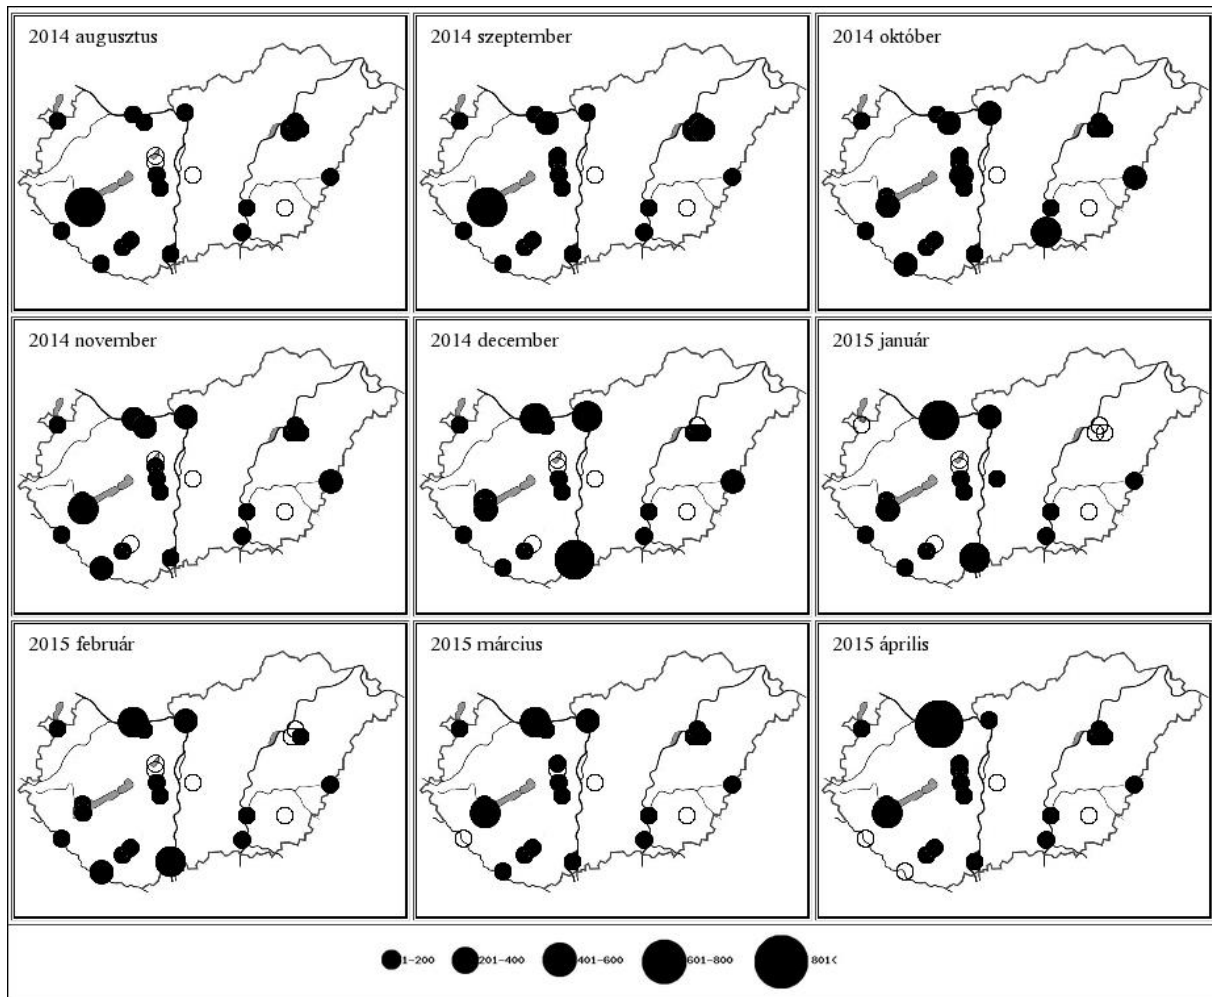 2014 augusztus
2014 szeptember
2014 október
2014 november
2014 december
2015 január
2015 február
2015 március
2015 április
1-200
201-400
401-600
601-800
801<